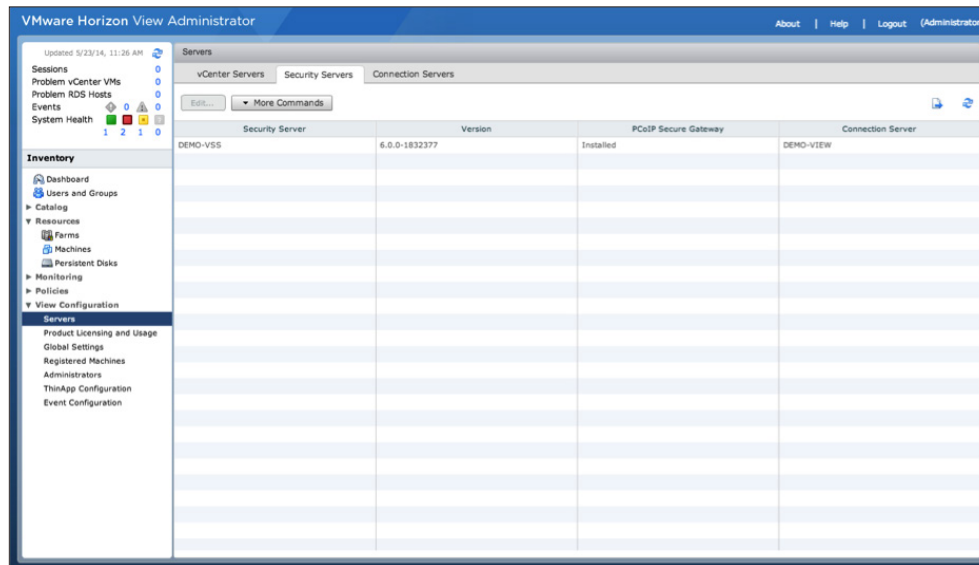 VMware Horizon View Administrator
About | Help | Logout (Administrator
Updated 5/23/14, 11:26 AM
Sessions 0
Problem vCenter VMs 0
Problem RDS Hosts 0
Events 0 0
System Health
1 2 1 0
Inventory
Dashboard
Users and Groups
Catalog
Resources
Farms
Machines
Persistent Disks
Monitoring
Policies
View Configuration
Servers
Product Licensing and Usage
Global Settings
Registered Machines
Administrators
ThinApp Configuration
Event Configuration
Servers
vCenter Servers Security Servers Connection Servers
Edit... More Commands
Security Server Version PCoIP Secure Gateway Connection Server
DEMO-VSS 6.0.0-1832377 Installed DEMO-VIEW